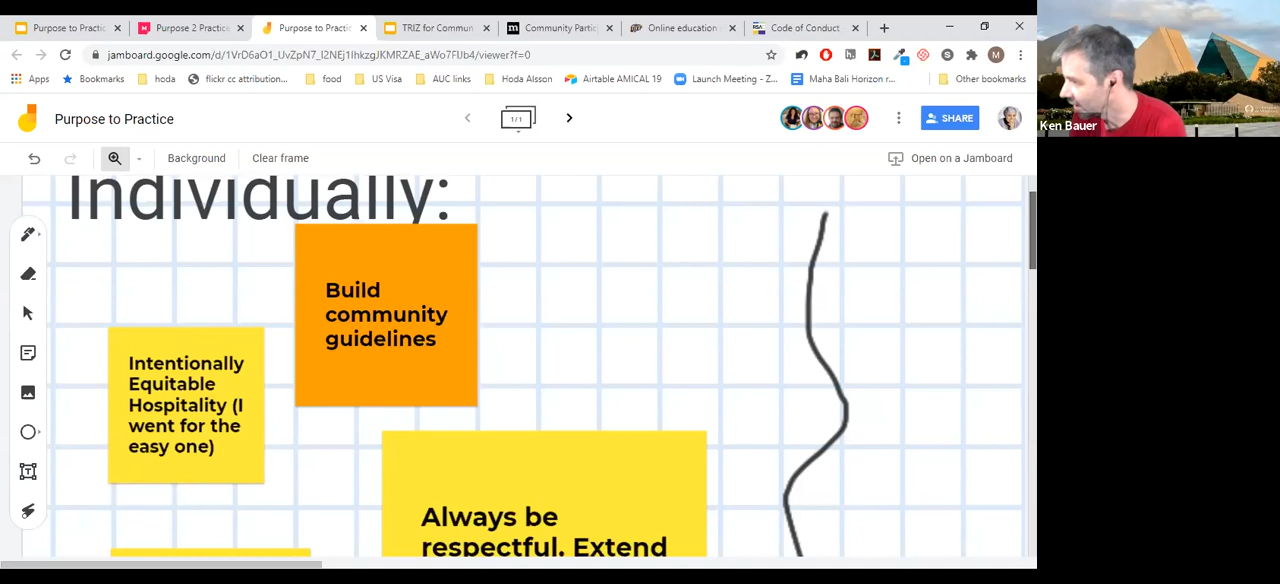 Purpose to Practic
Purpose 2 Practice
Purpose to Practic
TRIZ for Commun
Community Partic
Online education
Code of Conduct
jamboard.google.com/d/1VrD6aO1_UvZpN7_l2NEj1IhkzgJKMRZAE_aWo7FUb4/viewer?f=0
Apps
Bookmarks
hoda
flickr cc attribution...
food
US Visa
AUC links
Hoda Alsson
Airtable AMICAL 19
Launch Meeting - Z...
Maha Bali Horizon r...
Other bookmarks
Purpose to Practice
1/1
SHARE
Background
Clear frame
Open on a Jamboard
Individually:
Build
community
guidelines
Intentionally
Equitable
Hospitality (I
went for the
easy one)
Always be
respectful. Extend
Ken Bauer